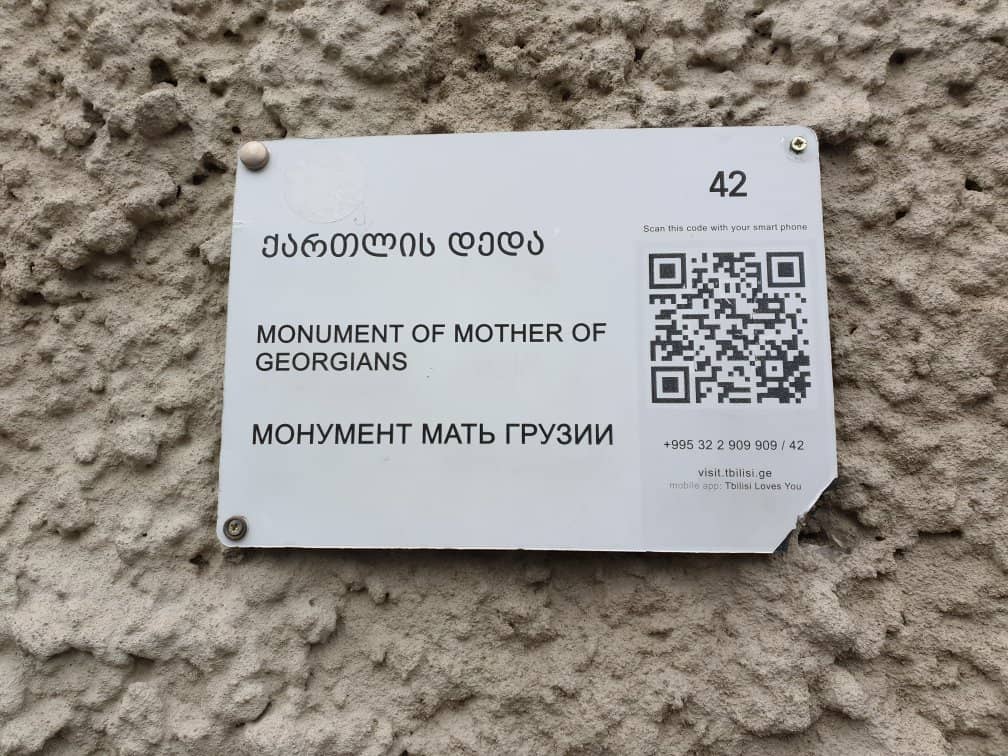 ქართლის დედა
MONUMENT OF MOTHER OF
GEORGIANS
МОНУМЕНТ МАТЬ ГРУЗИИ
42
Scan this code with your smart phone
+995 32 2 909 909 / 42
visit.tbilisi.ge
mobile app: Tbilisi Loves You